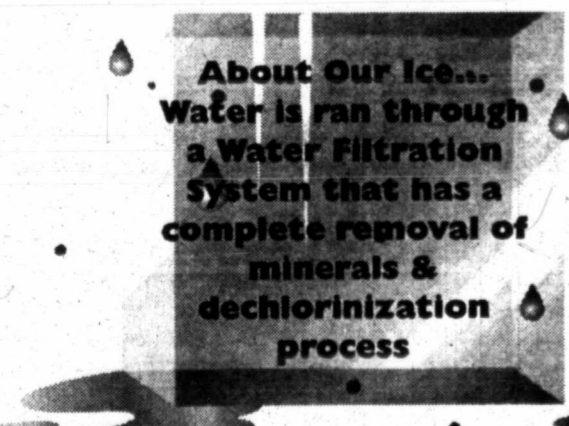 About Our Ice...
Water is ran through
a Water Filtration
System that has a
complete removal of
minerals &
dechlorinization
process